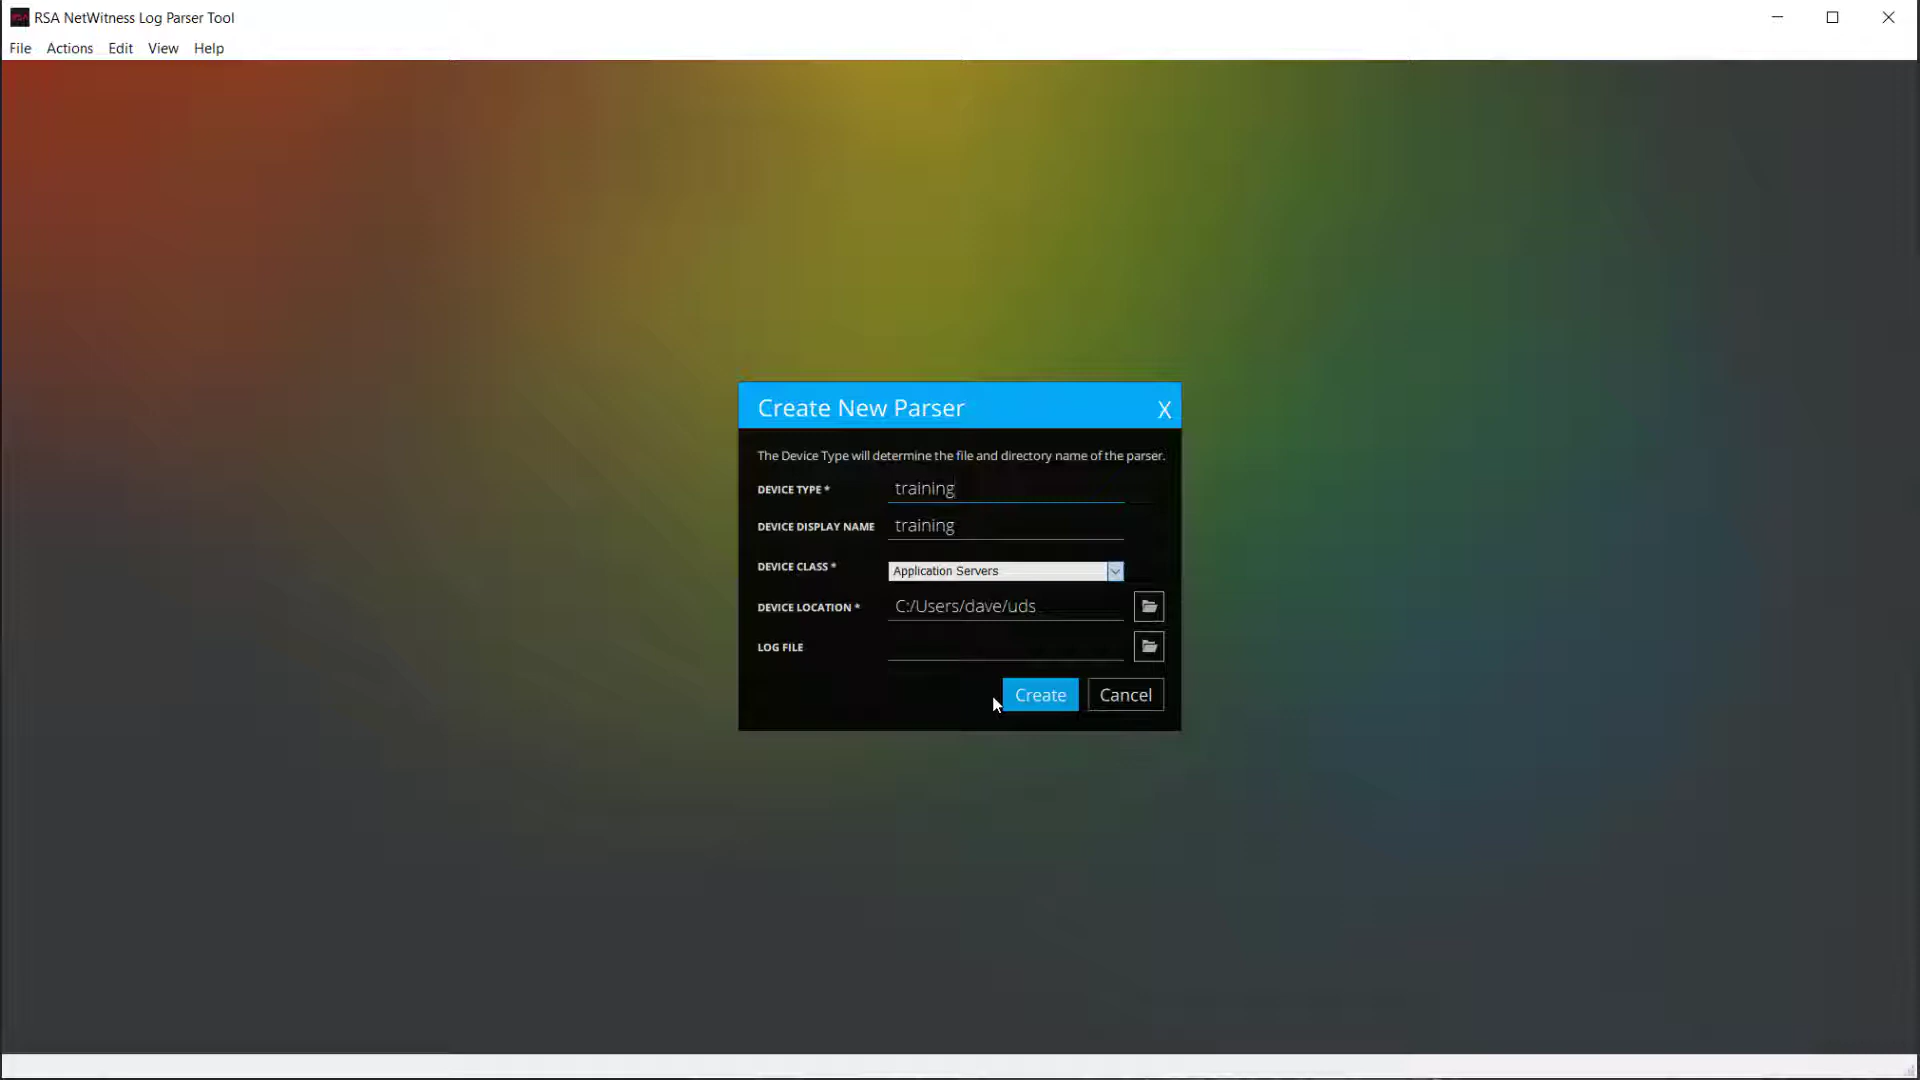 RSA NetWitness Log Parser Tool
File Actions Edit View Help
Create New Parser X
The Device Type will determine the file and directory name of the parser.
DEVICE TYPE * training
DEVICE DISPLAY NAME training
DEVICE CLASS * Application Servers
DEVICE LOCATION * C:/Users/dave/uds
LOG FILE
Create Cancel